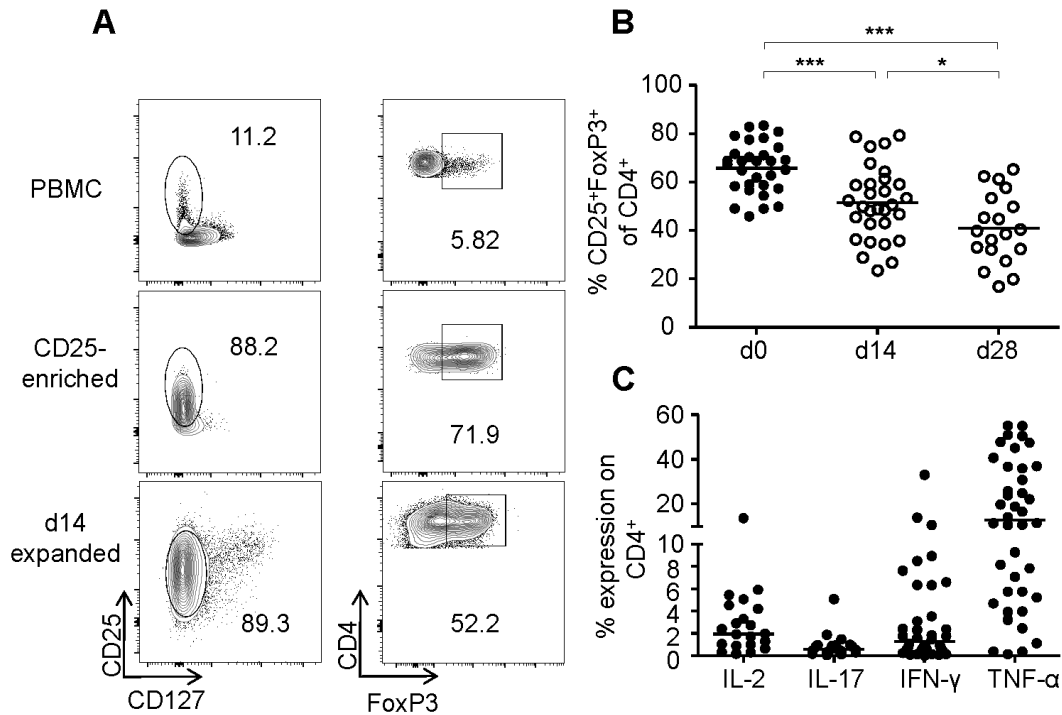 A
PBMC
11.2
5.82
CD25-
enriched
88.2
71.9
d14
expanded
89.3
52.2
CD25
CD127
CD4
FoxP3
B
***
***
*
% CD25+FoxP3+
of CD4+
100
80
60
40
20
0
d0
d14
d28
C
% expression on
CD4+
60
40
20
10
8
6
4
2
0
IL-2
IL-17
IFN-γ
TNF-α